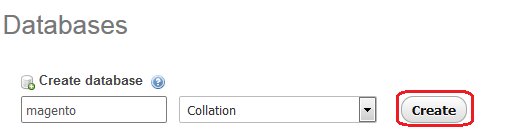 Databases
Create database
magento Collation Create